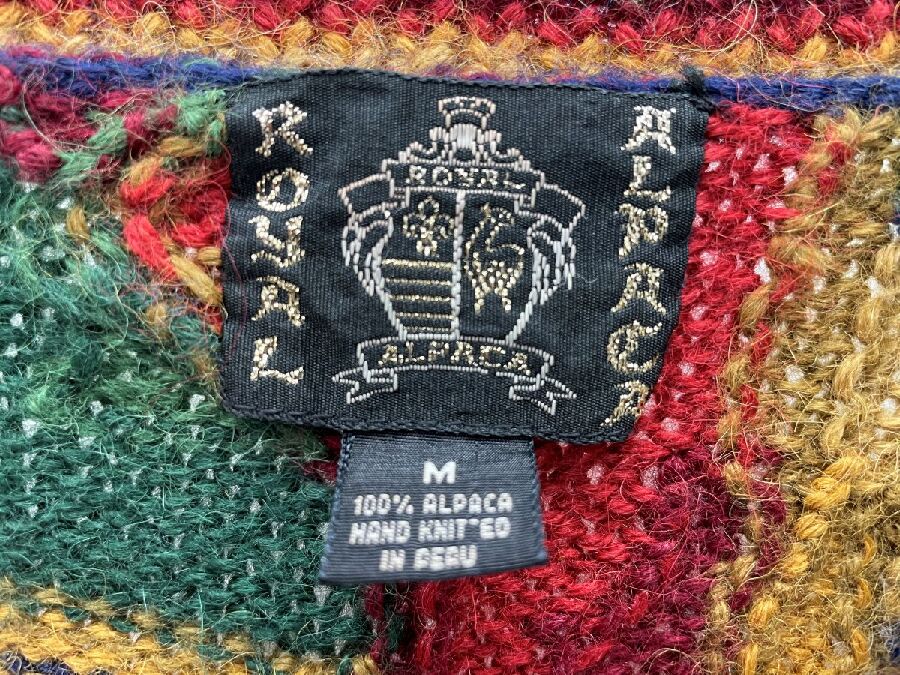 ROYAL
ROYAL
ALPACA
ALPACA
M
100% ALPACA
HAND KNITTED
IN PERU